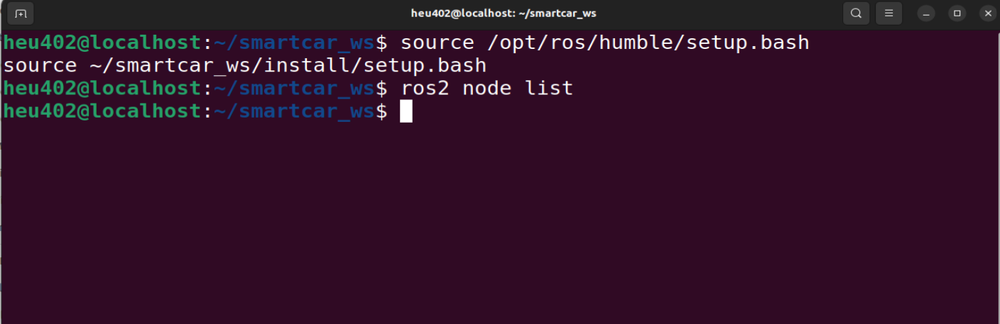 heu402@localhost: ~/smartcar_ws
heu402@localhost:~/smartcar_ws$ source /opt/ros/humble/setup.bash
source ~/smartcar_ws/install/setup.bash
heu402@localhost:~/smartcar_ws$ ros2 node list
heu402@localhost:~/smartcar_ws$